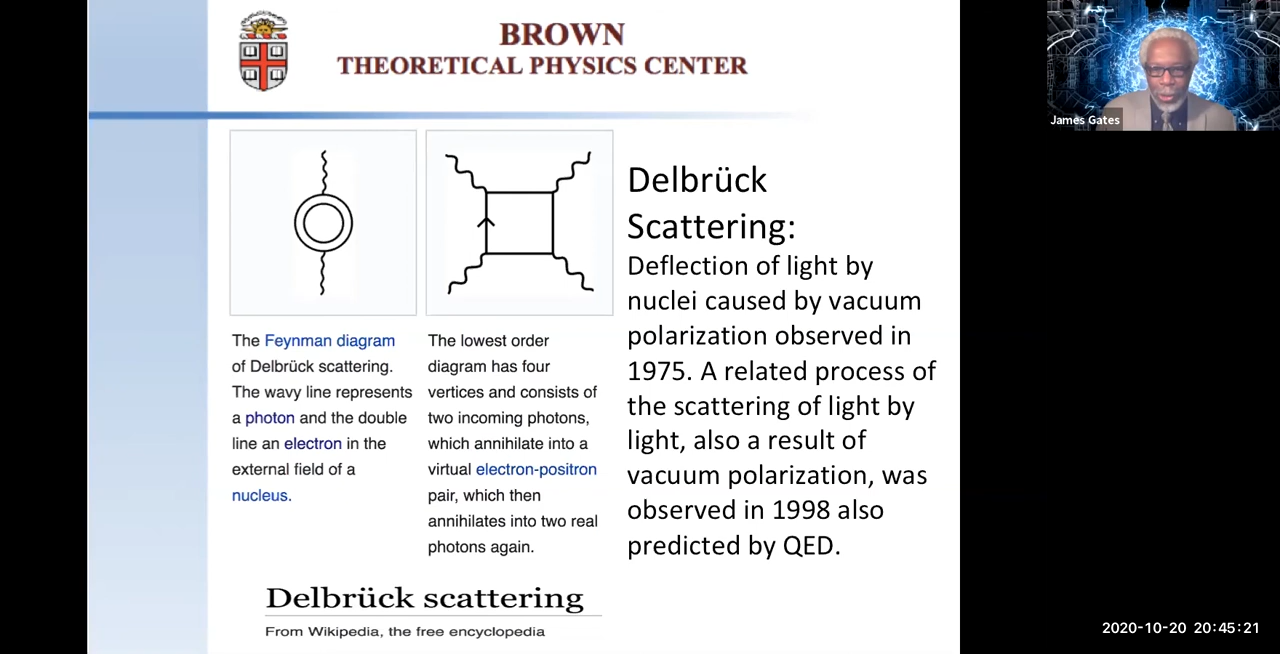 BROWN
THEORETICAL PHYSICS CENTER
James Gates
Delbrück
Scattering:
Deflection of light by
nuclei caused by vacuum
polarization observed in
1975. A related process of
the scattering of light by
light, also a result of
vacuum polarization, was
observed in 1998 also
predicted by QED.
The Feynman diagram
of Delbrück scattering.
The wavy line represents
a photon and the double
line an electron in the
external field of a
nucleus.
The lowest order
diagram has four
vertices and consists of
two incoming photons,
which annihilate into a
virtual electron-positron
pair, which then
annihilates into two real
photons again.
Delbrück scattering
From Wikipedia, the free encyclopedia
2020-10-20 20:45:21